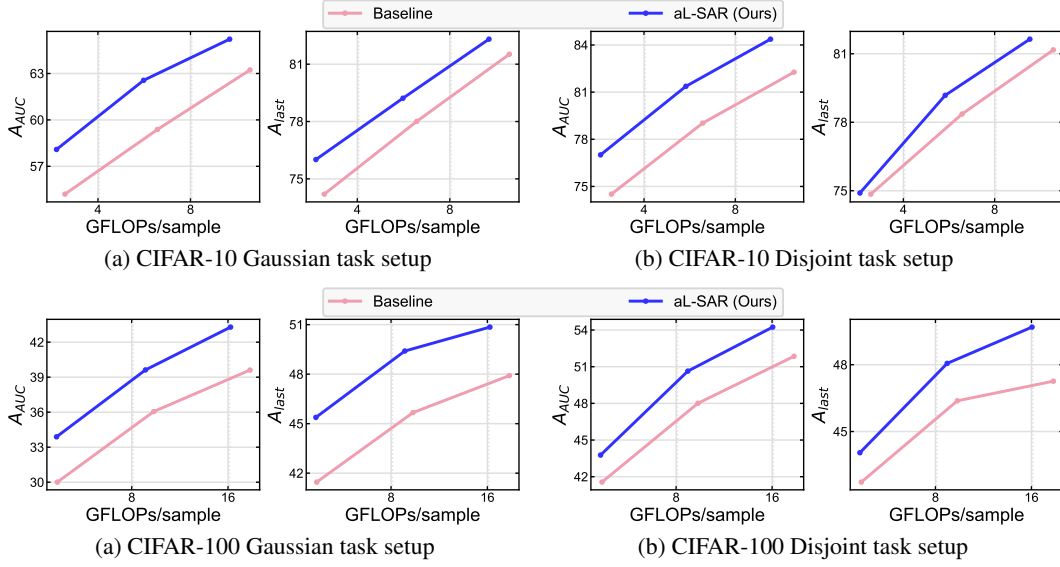 Baseline aL-SAR (Ours)
A_AUC
63
60
57
4 8
GFLOPs/sample
A_last
81
78
75
4 8
GFLOPs/sample
(a) CIFAR-10 Gaussian task setup
A_AUC
84
81
78
75
4 8
GFLOPs/sample
A_last
81
78
75
4 8
GFLOPs/sample
(b) CIFAR-10 Disjoint task setup
Baseline aL-SAR (Ours)
A_AUC
42
39
36
33
30
8 16
GFLOPs/sample
A_last
51
48
45
42
8 16
GFLOPs/sample
(a) CIFAR-100 Gaussian task setup
A_AUC
54
51
48
45
42
8 16
GFLOPs/sample
A_last
48
45
8 16
GFLOPs/sample
(b) CIFAR-100 Disjoint task setup